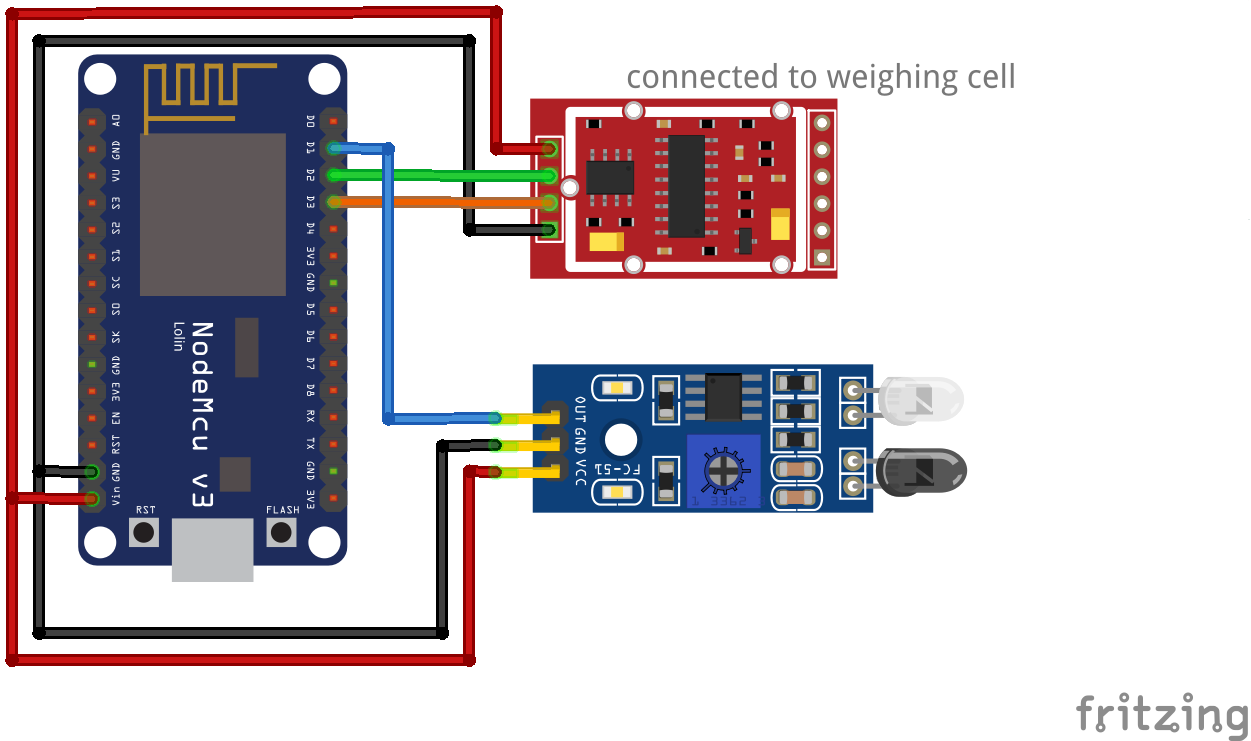 connected to weighing cell
A0
GND
VU
S3
S2
S1
SC
S0
SK
GND
3V3
EN
RST
GND
Vin
D0
D1
D2
D3
D4
3V3
GND
D5
D6
D7
D8
RX
TX
GND
3V3
NodeMcu v3
Lolin
RST
FLASH
OUT
GND
VCC
FC-51
1 3362
fritzing